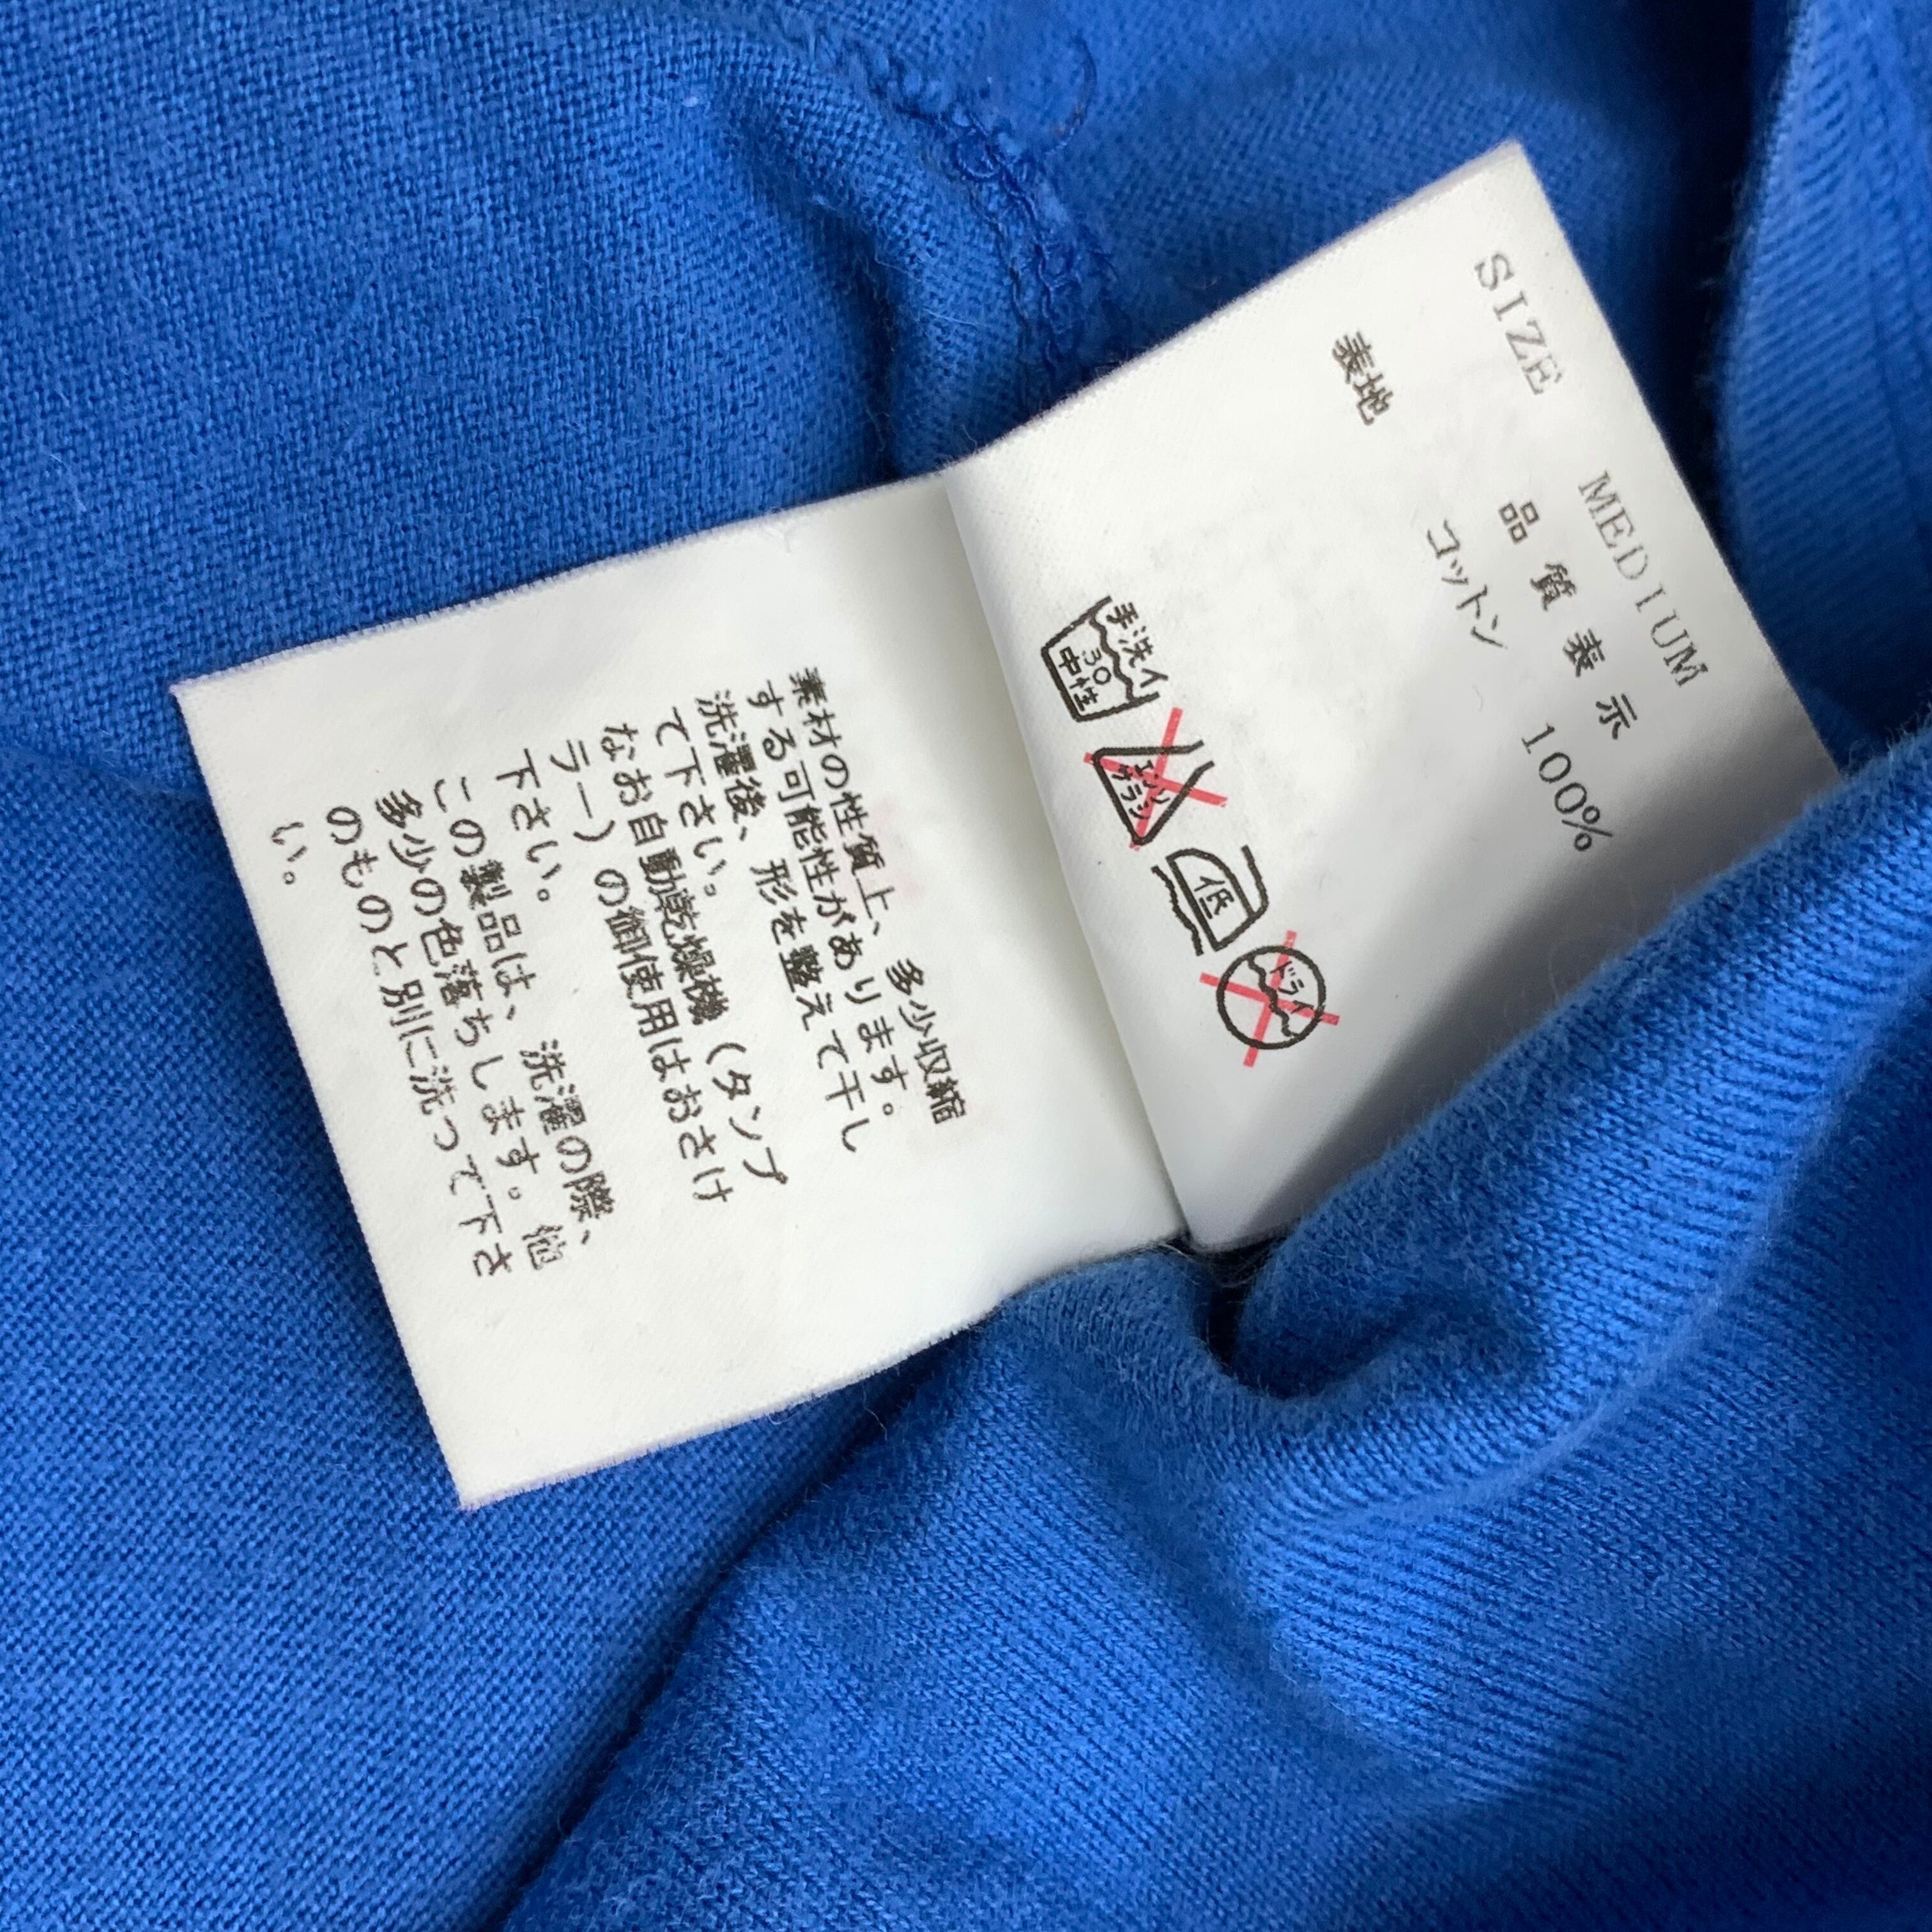 SIZE MEDIUM
品質表示
表地 コットン 100%
手洗イ
30
中性
エンソ
サラシ
低
ドライ
素材の性質上、多少収縮
する可能性があります。
洗濯後、形を整えて干し
て下さい。
なお自動乾燥機（タンブ
ラー）の御使用はおさけ
下さい。
この製品は、洗濯の際、
多少の色落ちします。他
のものと別に洗って下さ
い。